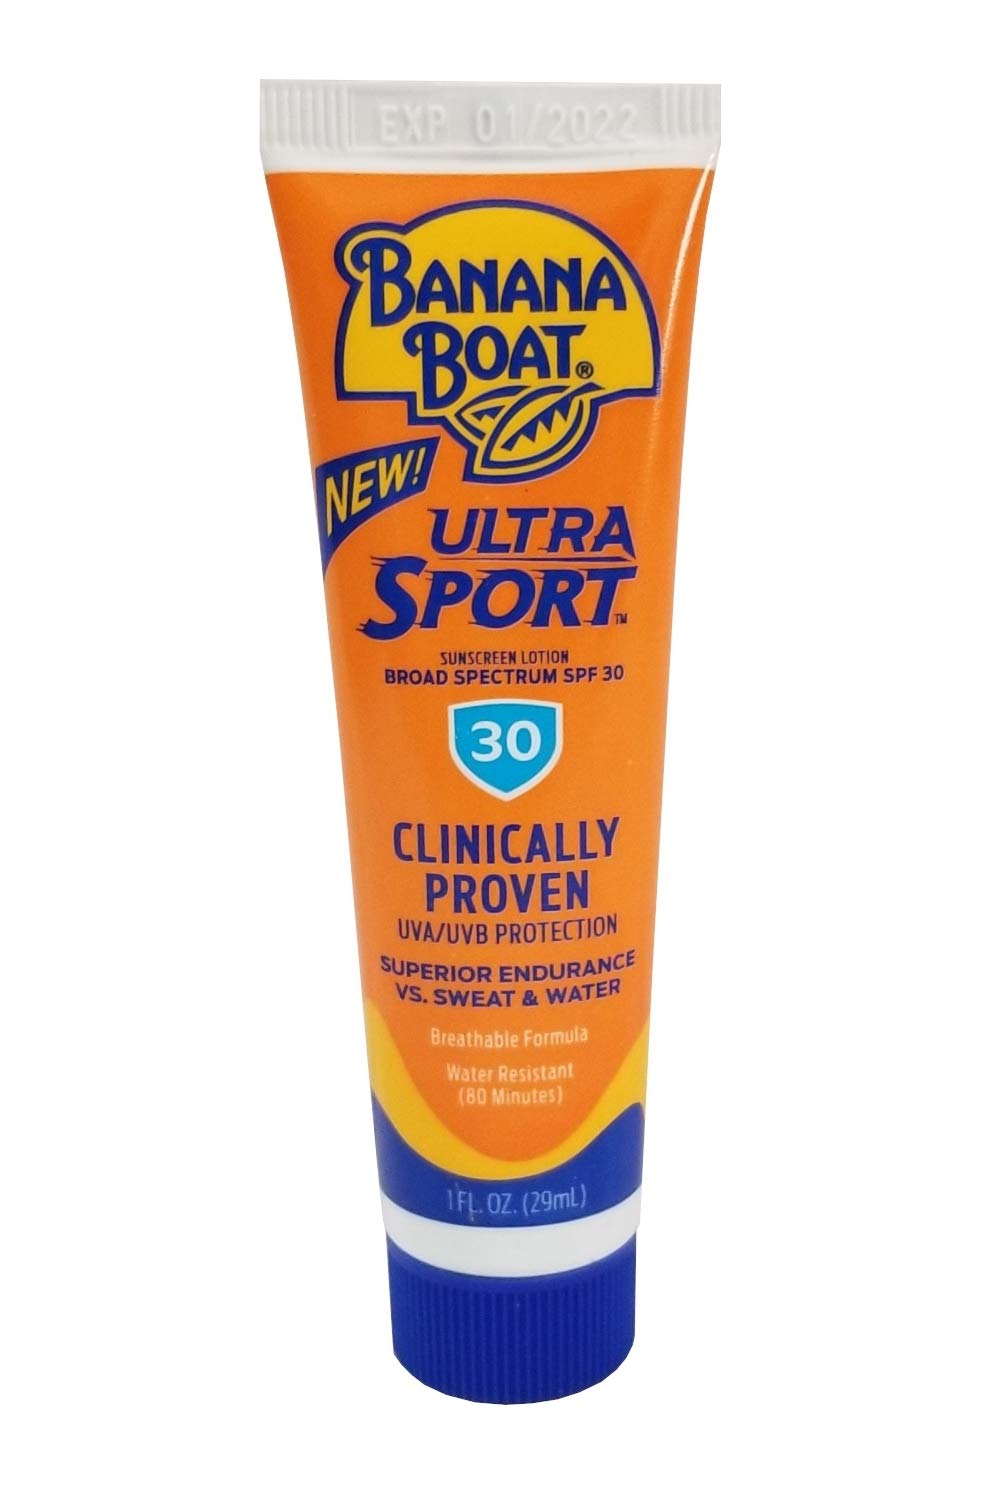 EXP 01/2022
BANANA
BOAT®
NEW!
ULTRA
SPORT™
SUNSCREEN LOTION
BROAD SPECTRUM SPF 30
30
CLINICALLY
PROVEN
UVA/UVB PROTECTION
SUPERIOR ENDURANCE
VS. SWEAT & WATER
Breathable Formula
Water Resistant
(80 Minutes)
1 FL. OZ. (29mL)